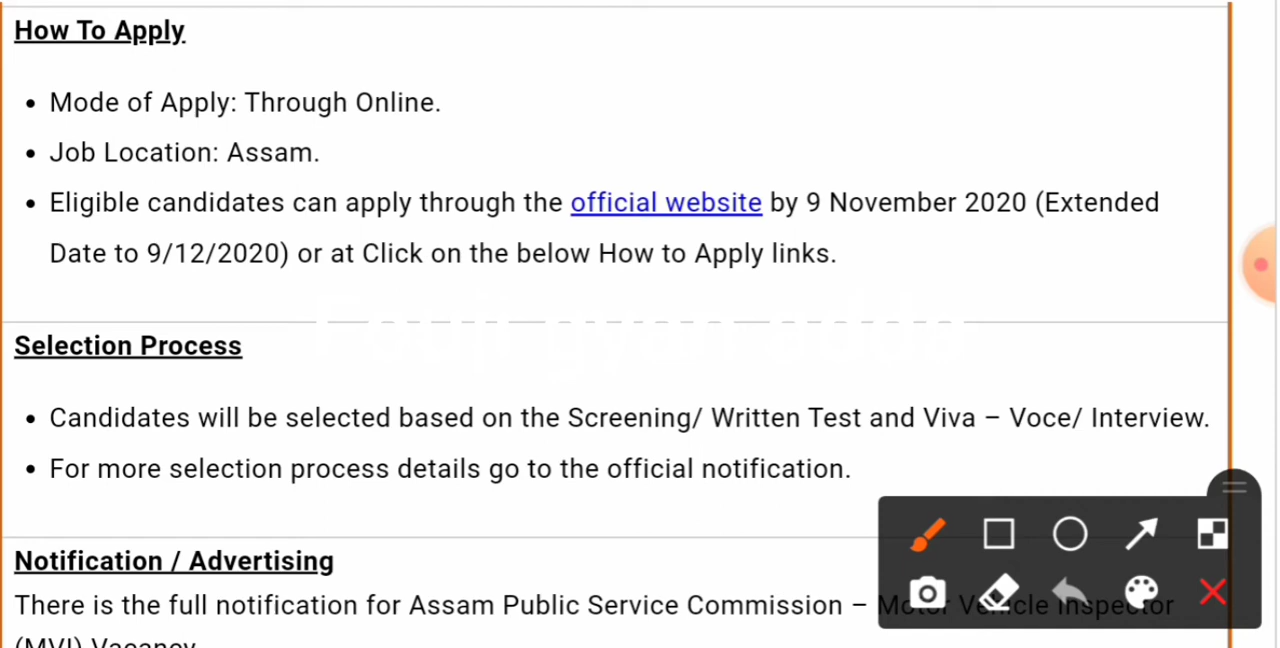 How To Apply
Mode of Apply: Through Online.
Job Location: Assam.
Eligible candidates can apply through the official website by 9 November 2020 (Extended
Date to 9/12/2020) or at Click on the below How to Apply links.
Selection Process
Candidates will be selected based on the Screening/ Written Test and Viva – Voce/ Interview.
For more selection process details go to the official notification.
Notification / Advertising
There is the full notification for Assam Public Service Commission – Motor Vehicle Inspector
(MVI) Vacancy